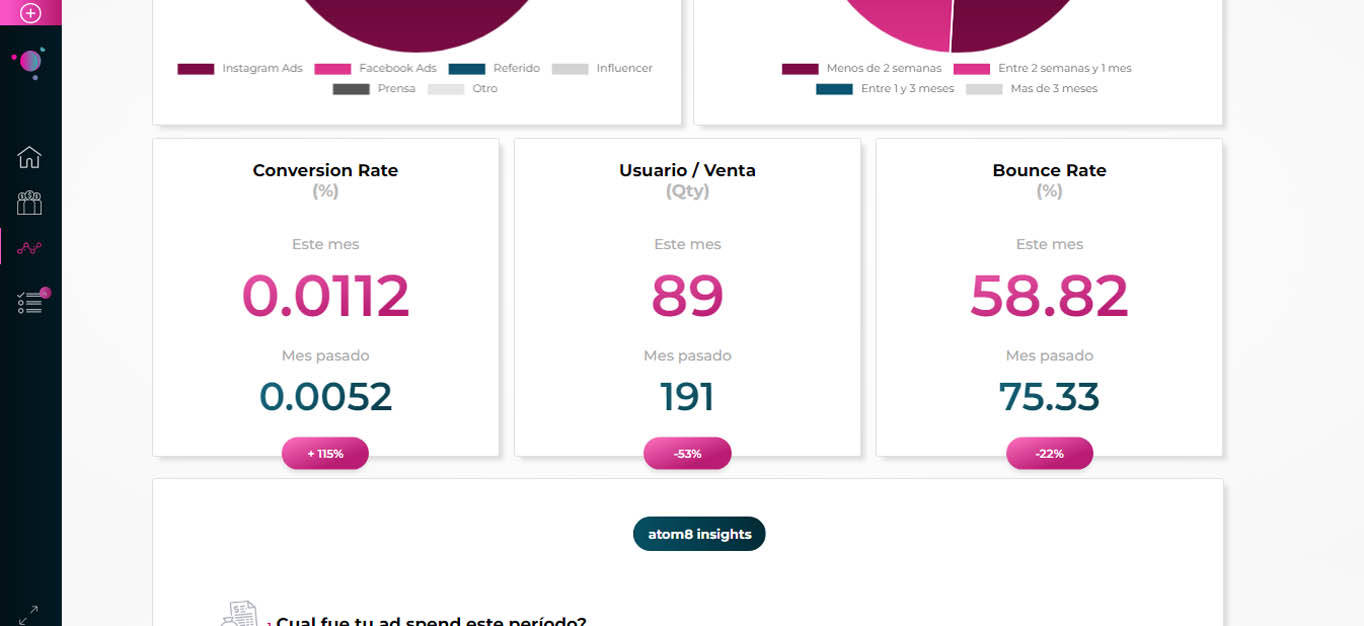 Instagram Ads Facebook Ads Referido Influencer
Prensa Otro
Menos de 2 semanas Entre 2 semanas y 1 mes
Entre 1 y 3 meses Mas de 3 meses
Conversion Rate
(%)
Este mes
0.0112
Mes pasado
0.0052
+ 115%
Usuario / Venta
(Qty)
Este mes
89
Mes pasado
191
-53%
Bounce Rate
(%)
Este mes
58.82
Mes pasado
75.33
-22%
atom8 insights
¿Cual fue tu ad spend este período?